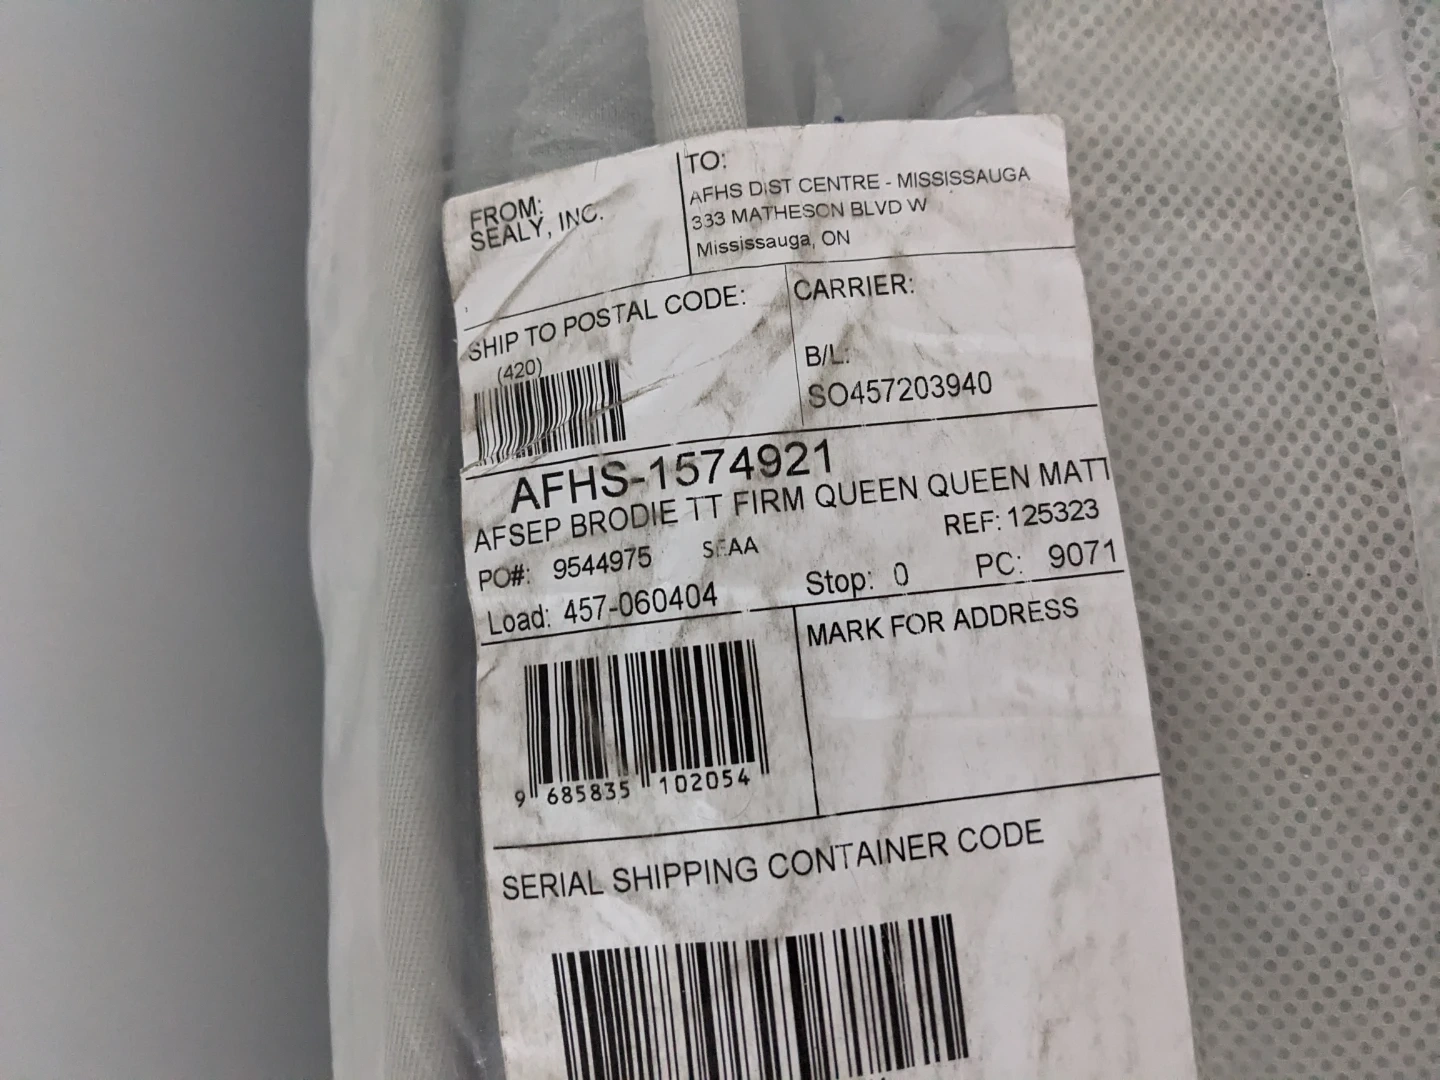 FROM:
SEALY, INC.
TO:
AFHS DIST CENTRE - MISSISSAUGA
333 MATHESON BLVD W
Mississauga, ON
SHIP TO POSTAL CODE:
(420)
CARRIER:
B/L:
SO457203940
AFHS-1574921
AFSEP BRODIE TT FIRM QUEEN QUEEN MATT
PO#: 9544975 SEAA REF: 125323
Load: 457-060404 Stop: 0 PC: 9071
9 685835 102054
MARK FOR ADDRESS
SERIAL SHIPPING CONTAINER CODE